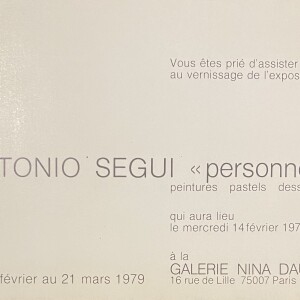 Vous êtes prié d'assister
au vernissage de l'expos
TONIO SEGUI « personn
peintures pastels dess
qui aura lieu
le mercredi 14 février 197
à la
GALERIE NINA DAU
février au 21 mars 1979
16 rue de Lille 75007 Paris